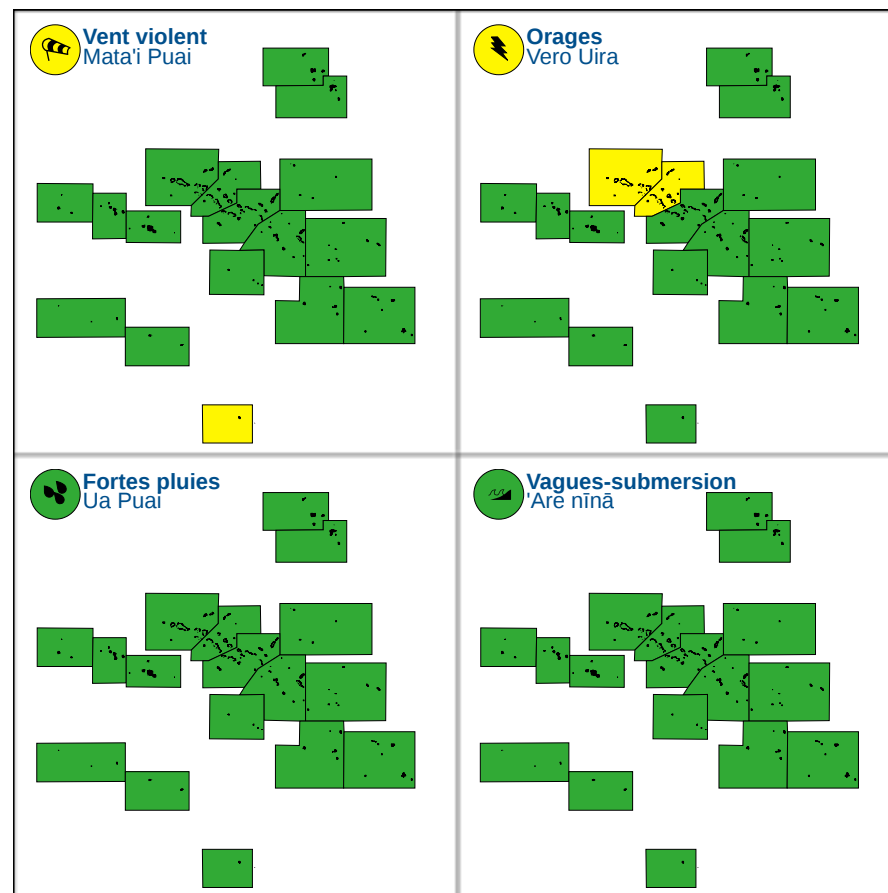 Vent violent
Mata'i Puai
Orages
Vero Uira
Fortes pluies
Ua Puai
Vagues-submersion
'Are nīnā